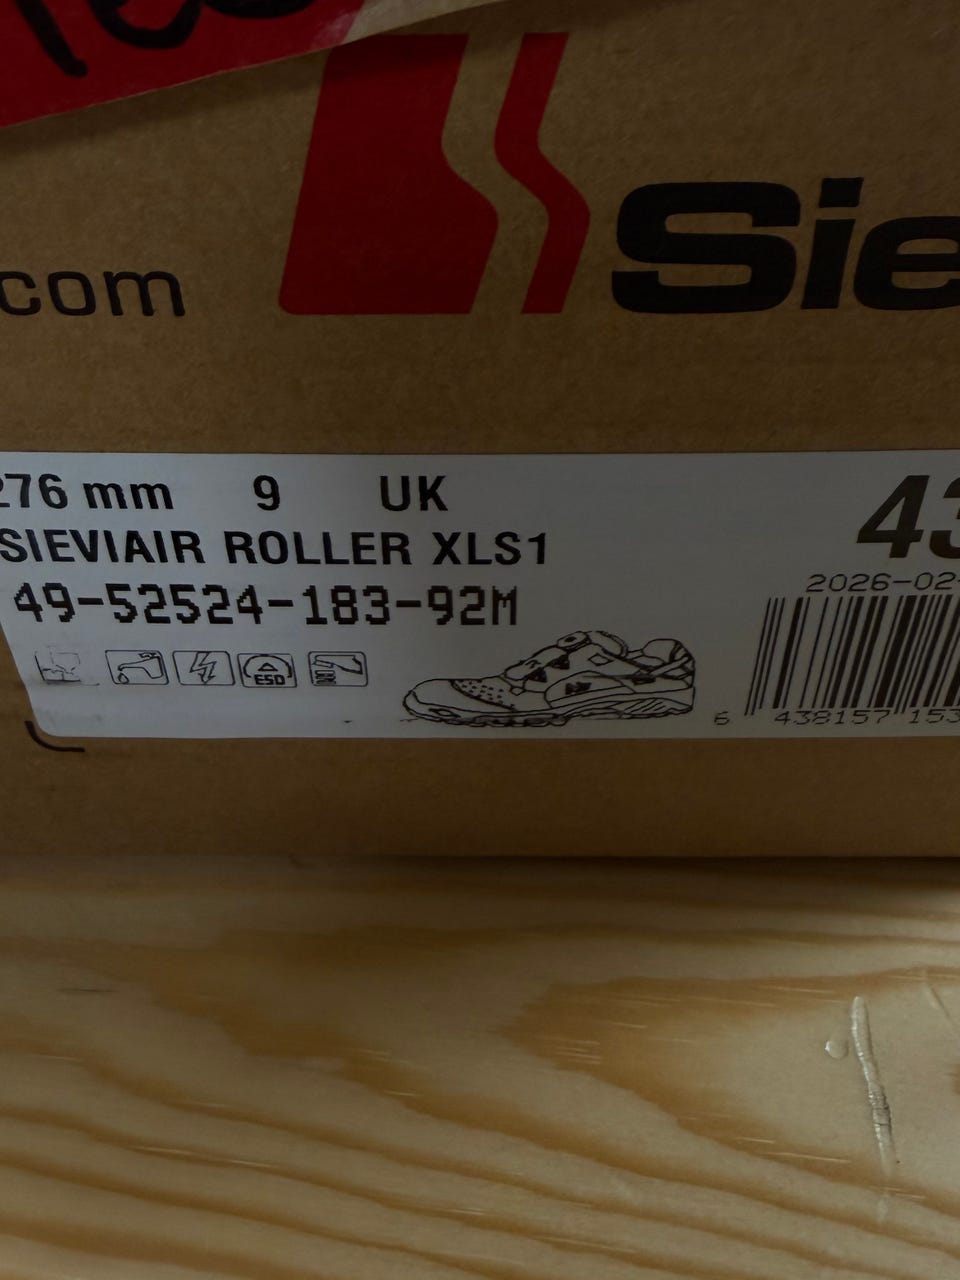 com
Sie
276 mm 9 UK
SIEVIAIR ROLLER XLS1
49-52524-183-92M
43
2026-02-
ESD
6 438157 153